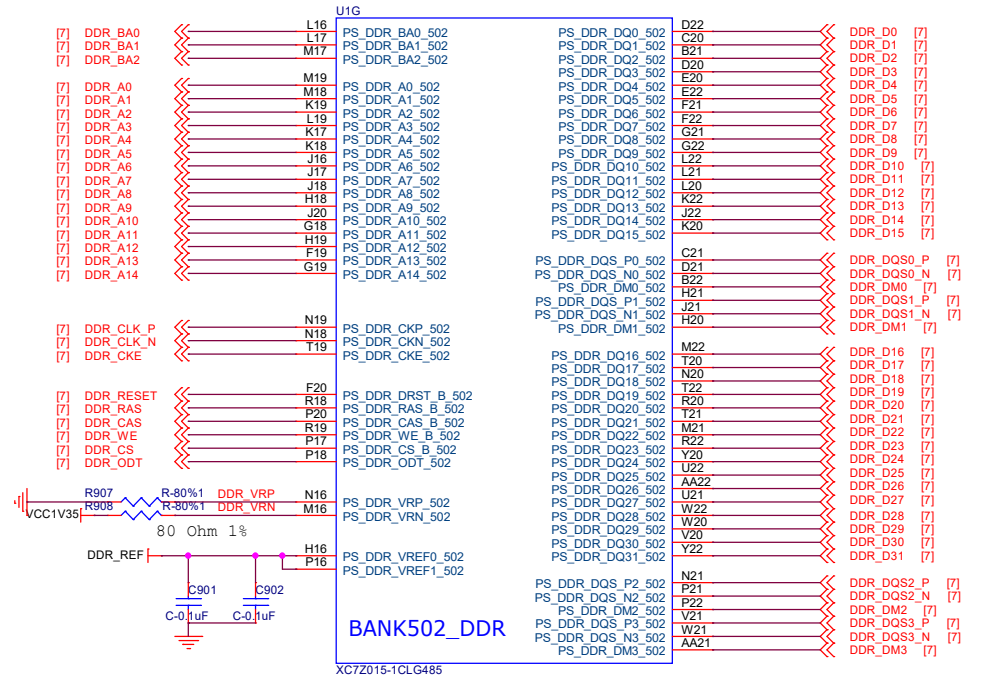 U1G
[7] DDR_BA0 L16 PS_DDR_BA0_502 PS_DDR_DQ0_502 D22 DDR_D0 [7]
[7] DDR_BA1 L17 PS_DDR_BA1_502 PS_DDR_DQ1_502 C20 DDR_D1 [7]
[7] DDR_BA2 M17 PS_DDR_BA2_502 PS_DDR_DQ2_502 B21 DDR_D2 [7]
PS_DDR_DQ3_502 D20 DDR_D3 [7]
[7] DDR_A0 M19 PS_DDR_A0_502 PS_DDR_DQ4_502 E20 DDR_D4 [7]
[7] DDR_A1 M18 PS_DDR_A1_502 PS_DDR_DQ5_502 E22 DDR_D5 [7]
[7] DDR_A2 K19 PS_DDR_A2_502 PS_DDR_DQ6_502 F21 DDR_D6 [7]
[7] DDR_A3 L19 PS_DDR_A3_502 PS_DDR_DQ7_502 F22 DDR_D7 [7]
[7] DDR_A4 K17 PS_DDR_A4_502 PS_DDR_DQ8_502 G21 DDR_D8 [7]
[7] DDR_A5 K18 PS_DDR_A5_502 PS_DDR_DQ9_502 G22 DDR_D9 [7]
[7] DDR_A6 J16 PS_DDR_A6_502 PS_DDR_DQ10_502 L22 DDR_D10 [7]
[7] DDR_A7 J17 PS_DDR_A7_502 PS_DDR_DQ11_502 L21 DDR_D11 [7]
[7] DDR_A8 J18 PS_DDR_A8_502 PS_DDR_DQ12_502 L20 DDR_D12 [7]
[7] DDR_A9 H18 PS_DDR_A9_502 PS_DDR_DQ13_502 K22 DDR_D13 [7]
[7] DDR_A10 J20 PS_DDR_A10_502 PS_DDR_DQ14_502 J22 DDR_D14 [7]
[7] DDR_A11 G18 PS_DDR_A11_502 PS_DDR_DQ15_502 K20 DDR_D15 [7]
[7] DDR_A12 H19 PS_DDR_A12_502
[7] DDR_A13 F19 PS_DDR_A13_502 PS_DDR_DQS_P0_502 C21 DDR_DQS0_P [7]
[7] DDR_A14 G19 PS_DDR_A14_502 PS_DDR_DQS_N0_502 D21 DDR_DQS0_N [7]
PS_DDR_DM0_502 B22 DDR_DM0 [7]
PS_DDR_DQS_P1_502 H21 DDR_DQS1_P [7]
PS_DDR_DQS_N1_502 J21 DDR_DQS1_N [7]
[7] DDR_CLK_P N19 PS_DDR_CKP_502 PS_DDR_DM1_502 H20 DDR_DM1 [7]
[7] DDR_CLK_N N18 PS_DDR_CKN_502
[7] DDR_CKE T19 PS_DDR_CKE_502 PS_DDR_DQ16_502 M22 DDR_D16 [7]
PS_DDR_DQ17_502 T20 DDR_D17 [7]
PS_DDR_DQ18_502 N20 DDR_D18 [7]
[7] DDR_RESET F20 PS_DDR_DRST_B_502 PS_DDR_DQ19_502 T22 DDR_D19 [7]
[7] DDR_RAS R18 PS_DDR_RAS_B_502 PS_DDR_DQ20_502 R20 DDR_D20 [7]
[7] DDR_CAS P20 PS_DDR_CAS_B_502 PS_DDR_DQ21_502 T21 DDR_D21 [7]
[7] DDR_WE R19 PS_DDR_WE_B_502 PS_DDR_DQ22_502 M21 DDR_D22 [7]
[7] DDR_CS P17 PS_DDR_CS_B_502 PS_DDR_DQ23_502 R22 DDR_D23 [7]
[7] DDR_ODT P18 PS_DDR_ODT_502 PS_DDR_DQ24_502 Y20 DDR_D24 [7]
PS_DDR_DQ25_502 U22 DDR_D25 [7]
PS_DDR_DQ26_502 AA22 DDR_D26 [7]
R907 R-80%1 DDR_VRP N16 PS_DDR_VRP_502 PS_DDR_DQ27_502 U21 DDR_D27 [7]
VCC1V35 R908 R-80%1 DDR_VRN M16 PS_DDR_VRN_502 PS_DDR_DQ28_502 W22 DDR_D28 [7]
80 Ohm 1% PS_DDR_DQ29_502 W20 DDR_D29 [7]
PS_DDR_DQ30_502 V20 DDR_D30 [7]
DDR_REF H16 PS_DDR_VREF0_502 PS_DDR_DQ31_502 Y22 DDR_D31 [7]
P16 PS_DDR_VREF1_502
PS_DDR_DQS_P2_502 N21 DDR_DQS2_P [7]
C901 C902 PS_DDR_DQS_N2_502 P21 DDR_DQS2_N [7]
PS_DDR_DM2_502 P22 DDR_DM2 [7]
C-0.1uF C-0.1uF PS_DDR_DQS_P3_502 V21 DDR_DQS3_P [7]
BANK502_DDR PS_DDR_DQS_N3_502 W21 DDR_DQS3_N [7]
PS_DDR_DM3_502 AA21 DDR_DM3 [7]
XC7Z015-1CLG485